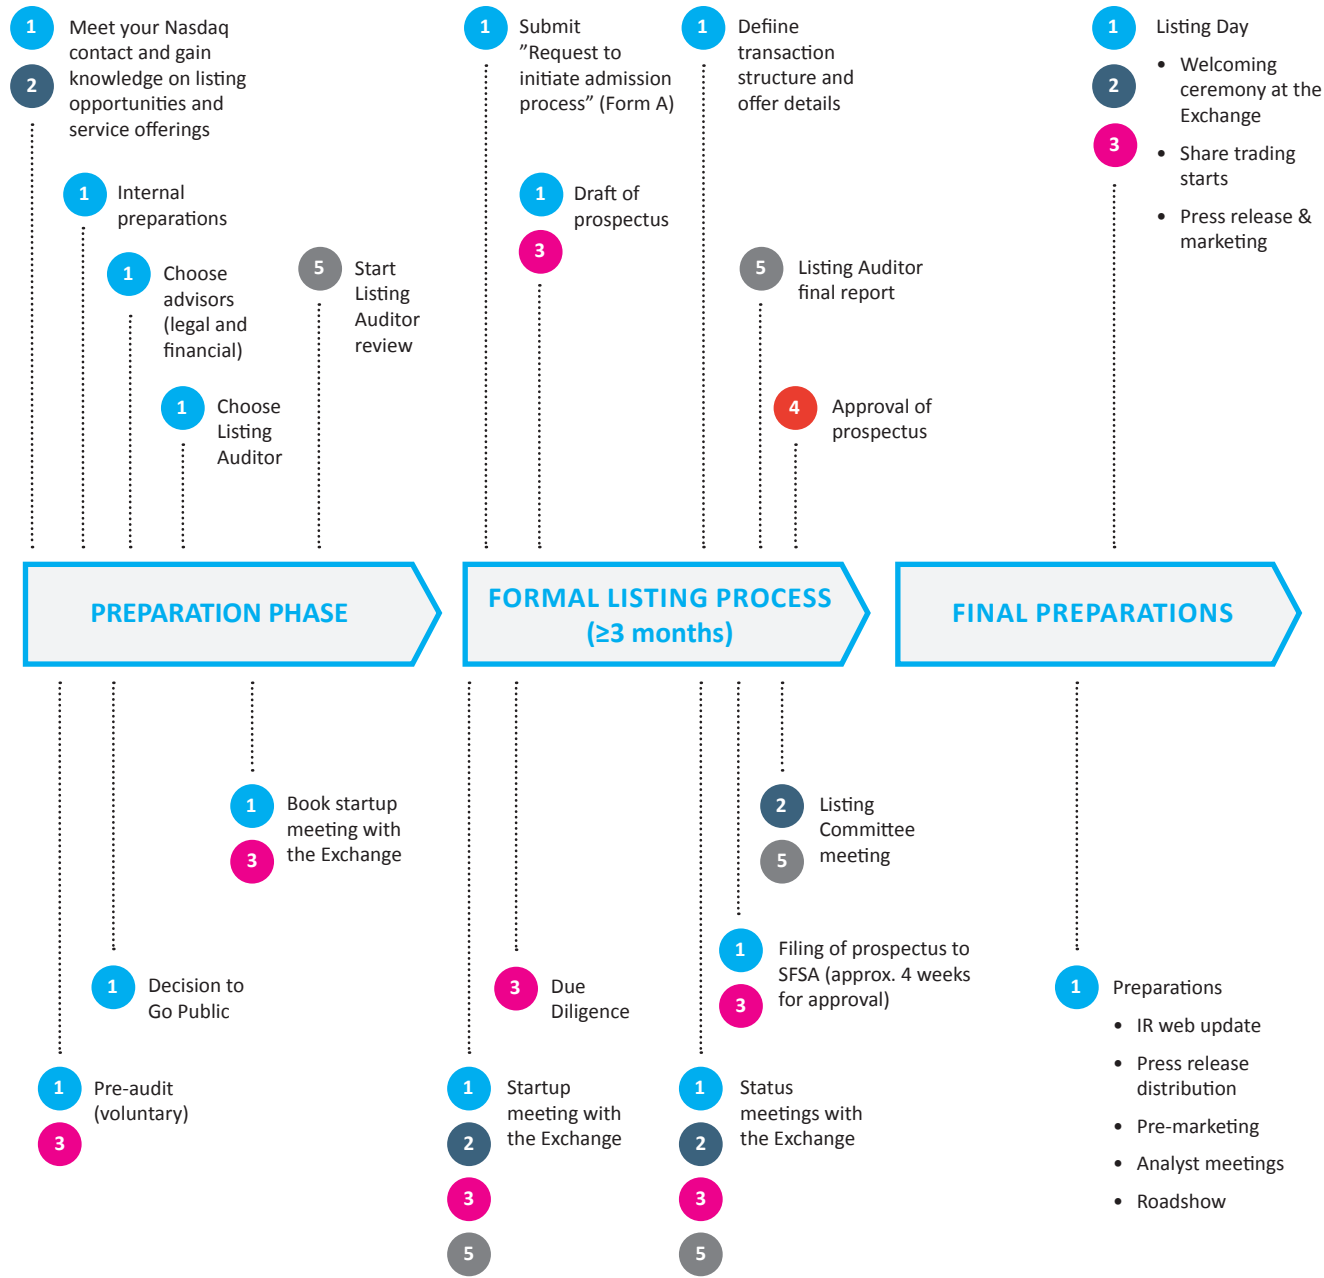 1
2
Meet your Nasdaq
contact and gain
knowledge on listing
opportunities and
service offerings
1
Internal
preparations
1
Choose
advisors
(legal and
financial)
1
Choose
Listing
Auditor
5
Start
Listing
Auditor
review
1
Submit
”Request to
initiate admission
process” (Form A)
1
3
Draft of
prospectus
1
Defiine
transaction
structure and
offer details
5
Listing Auditor
final report
4
Approval of
prospectus
1
2
3
Listing Day
• Welcoming
ceremony at the
Exchange
• Share trading
starts
• Press release &
marketing
PREPARATION PHASE
FORMAL LISTING PROCESS
(≥3 months)
FINAL PREPARATIONS
1
3
Book startup
meeting with
the Exchange
1
Decision to
Go Public
1
3
Pre-audit
(voluntary)
2
5
Listing
Committee
meeting
1
3
Filing of prospectus to
SFSA (approx. 4 weeks
for approval)
3
Due
Diligence
1
2
3
5
Startup
meeting with
the Exchange
1
2
3
5
Status
meetings with
the Exchange
1
Preparations
• IR web update
• Press release
distribution
• Pre-marketing
• Analyst meetings
• Roadshow